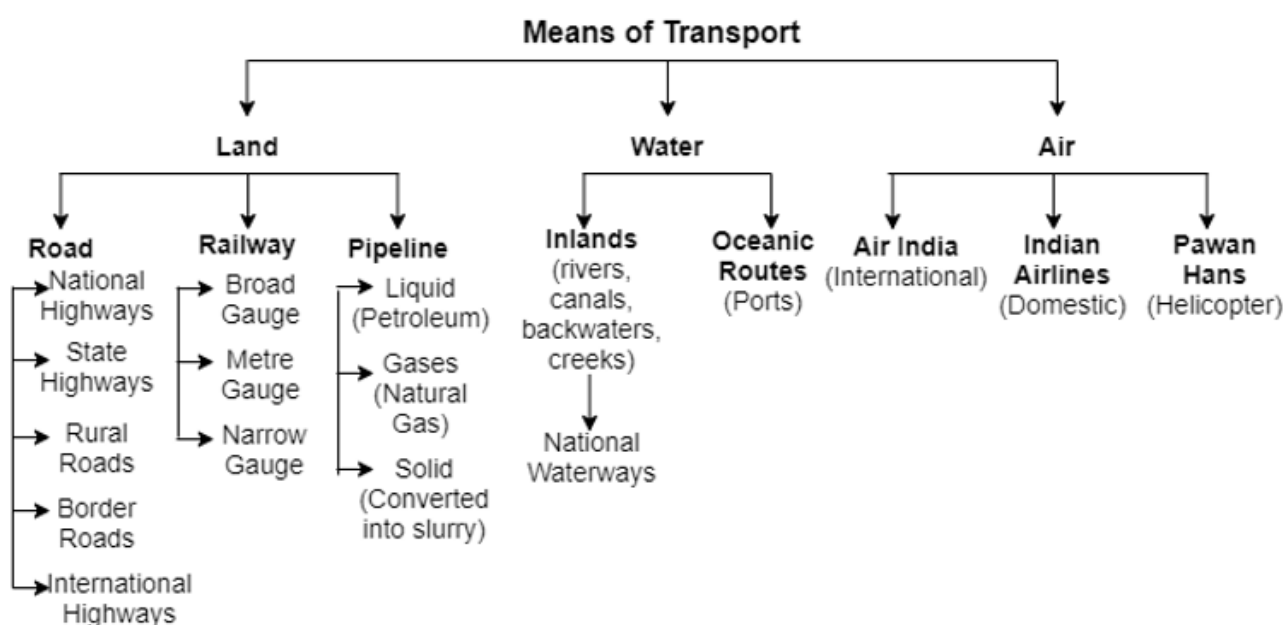 Means of Transport
Land
Water
Air
Road
National
Highways
State
Highways
Rural
Roads
Border
Roads
International
Highways
Railway
Broad
Gauge
Metre
Gauge
Narrow
Gauge
Pipeline
Liquid
(Petroleum)
Gases
(Natural
Gas)
Solid
(Converted
into slurry)
Inlands
(rivers,
canals,
backwaters,
creeks)
National
Waterways
Oceanic
Routes
(Ports)
Air India
(International)
Indian
Airlines
(Domestic)
Pawan
Hans
(Helicopter)